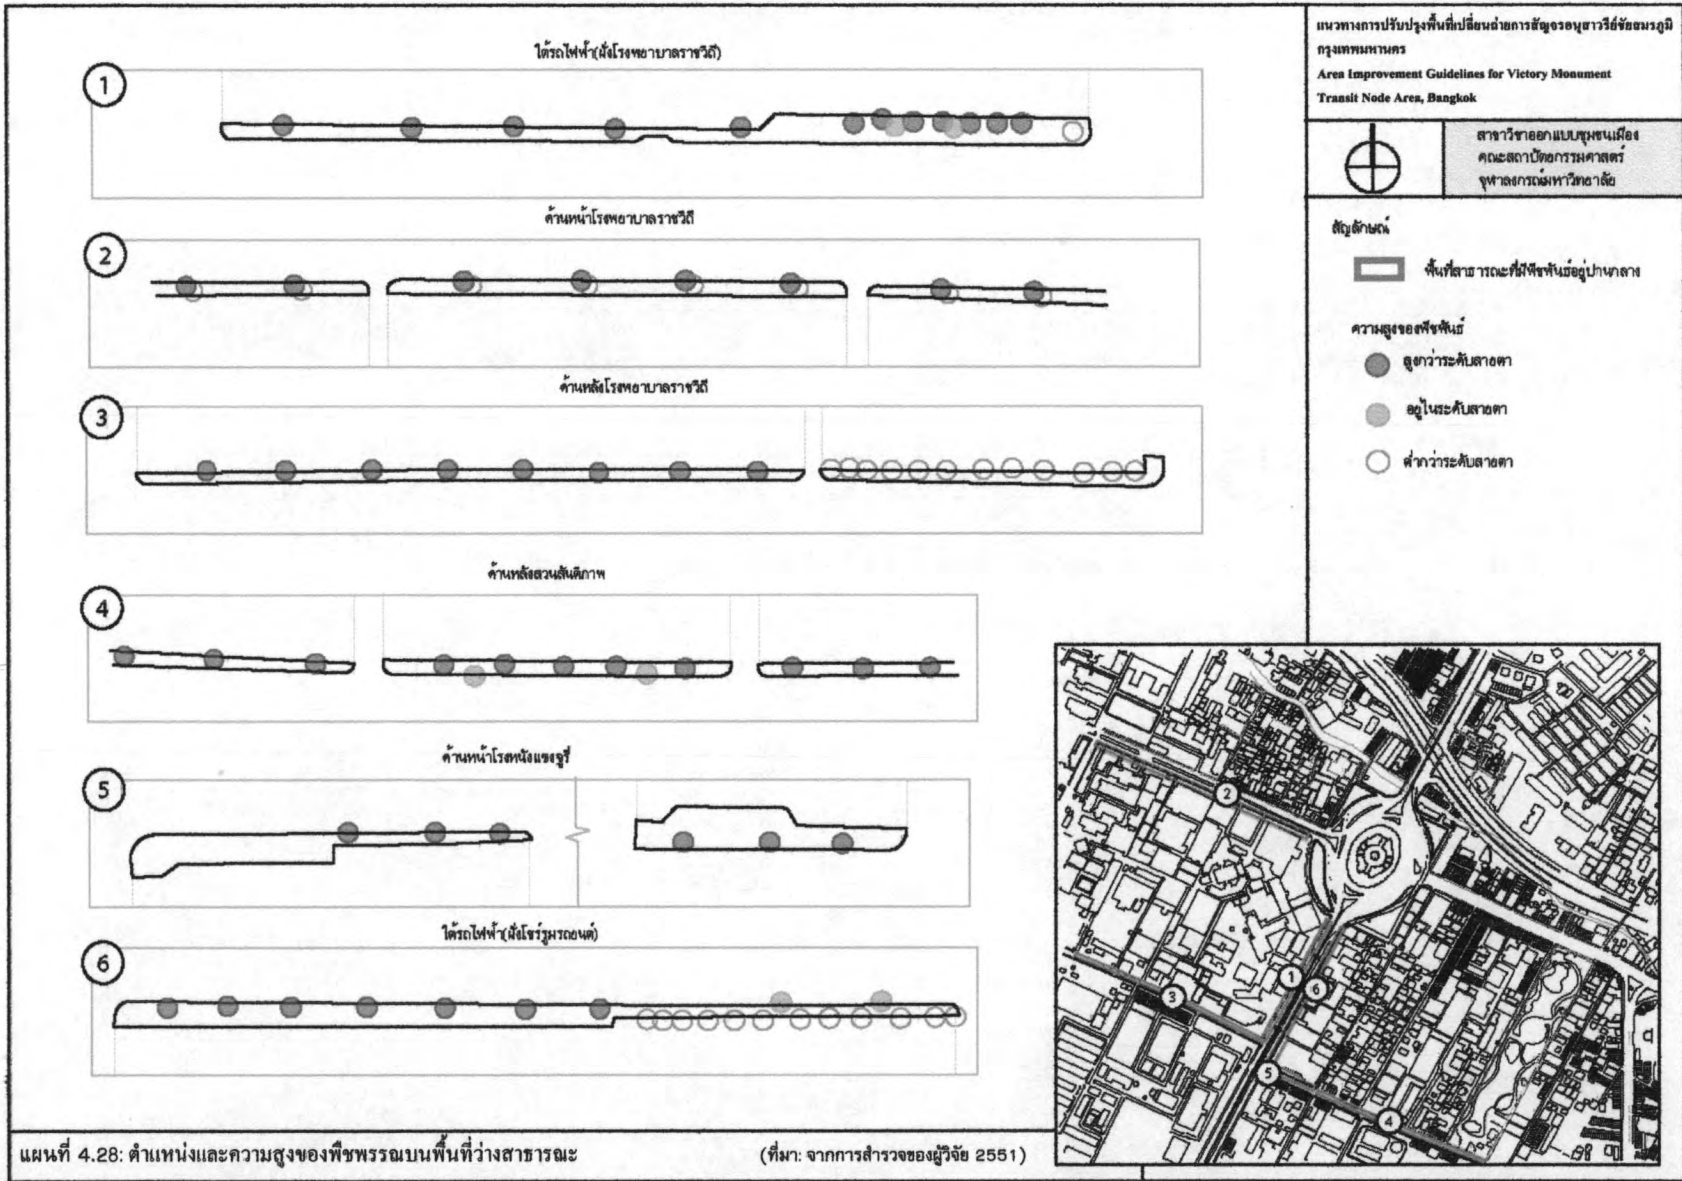 แนวทางการปรับปรุงพื้นที่เปลี่ยนถ่ายการสัญจรอนุสาวรีย์ชัยสมรภูมิ
กรุงเทพมหานคร
Area Improvement Guidelines for Victory Monument
Transit Node Area, Bangkok
สาขาวิชาออกแบบชุมชนเมือง
คณะสถาปัตยกรรมศาสตร์
จุฬาลงกรณ์มหาวิทยาลัย
สัญลักษณ์
พื้นที่สาธารณะที่มีพืชพันธ์อยู่ปานกลาง
ความสูงของพืชพันธ์
สูงกว่าระดับสายตา
อยู่ในระดับสายตา
ต่ำกว่าระดับสายตา
ใต้รถไฟฟ้า(ฝั่งโรงพยาบาลราชวิถี)
1
ด้านหน้าโรงพยาบาลราชวิถี
2
ด้านหลังโรงพยาบาลราชวิถี
3
ด้านหลังสวนสันติภาพ
4
ด้านหน้าโรงหนังแซงจูรี่
5
ใต้รถไฟฟ้า(ฝั่งโชว์รูมรถยนต์)
6
2
1
6
3
5
4
แผนที่ 4.28: ตำแหน่งและความสูงของพืชพรรณบนพื้นที่ว่างสาธารณะ
(ที่มา: จากการสำรวจของผู้วิจัย 2551)